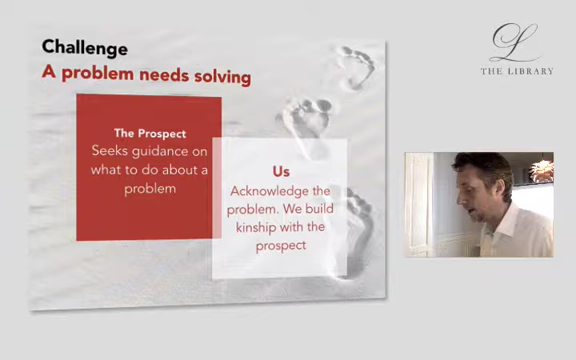 Challenge
A problem needs solving
The Prospect
Seeks guidance on
what to do about a
problem
Us
Acknowledge the
problem. We build
kinship with the
prospect
L
THE LIBRARY